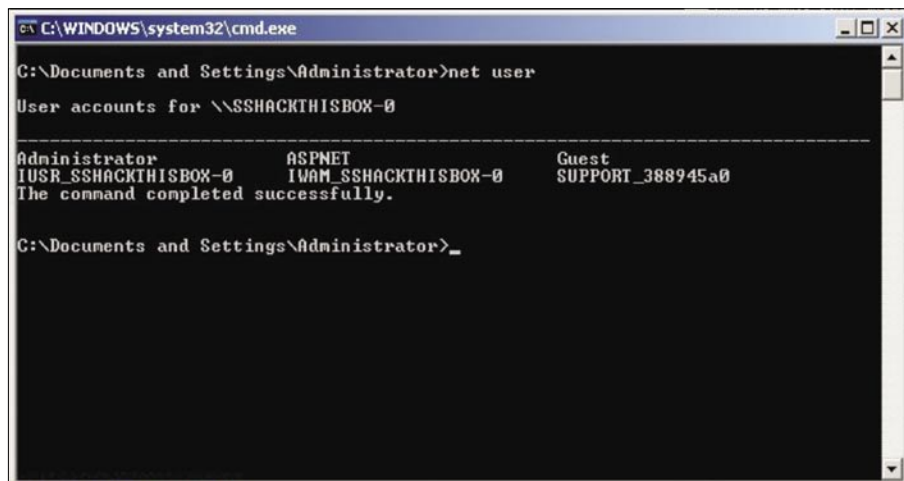 C:\WINDOWS\system32\cmd.exe
C:\Documents and Settings\Administrator>net user
User accounts for \\SSHACKTHISBOX-0
-------------------------------------------------------------------------------
Administrator ASPNET Guest
IUSR_SSHACKTHISBOX-0 IWAM_SSHACKTHISBOX-0 SUPPORT_388945a0
The command completed successfully.
C:\Documents and Settings\Administrator>_